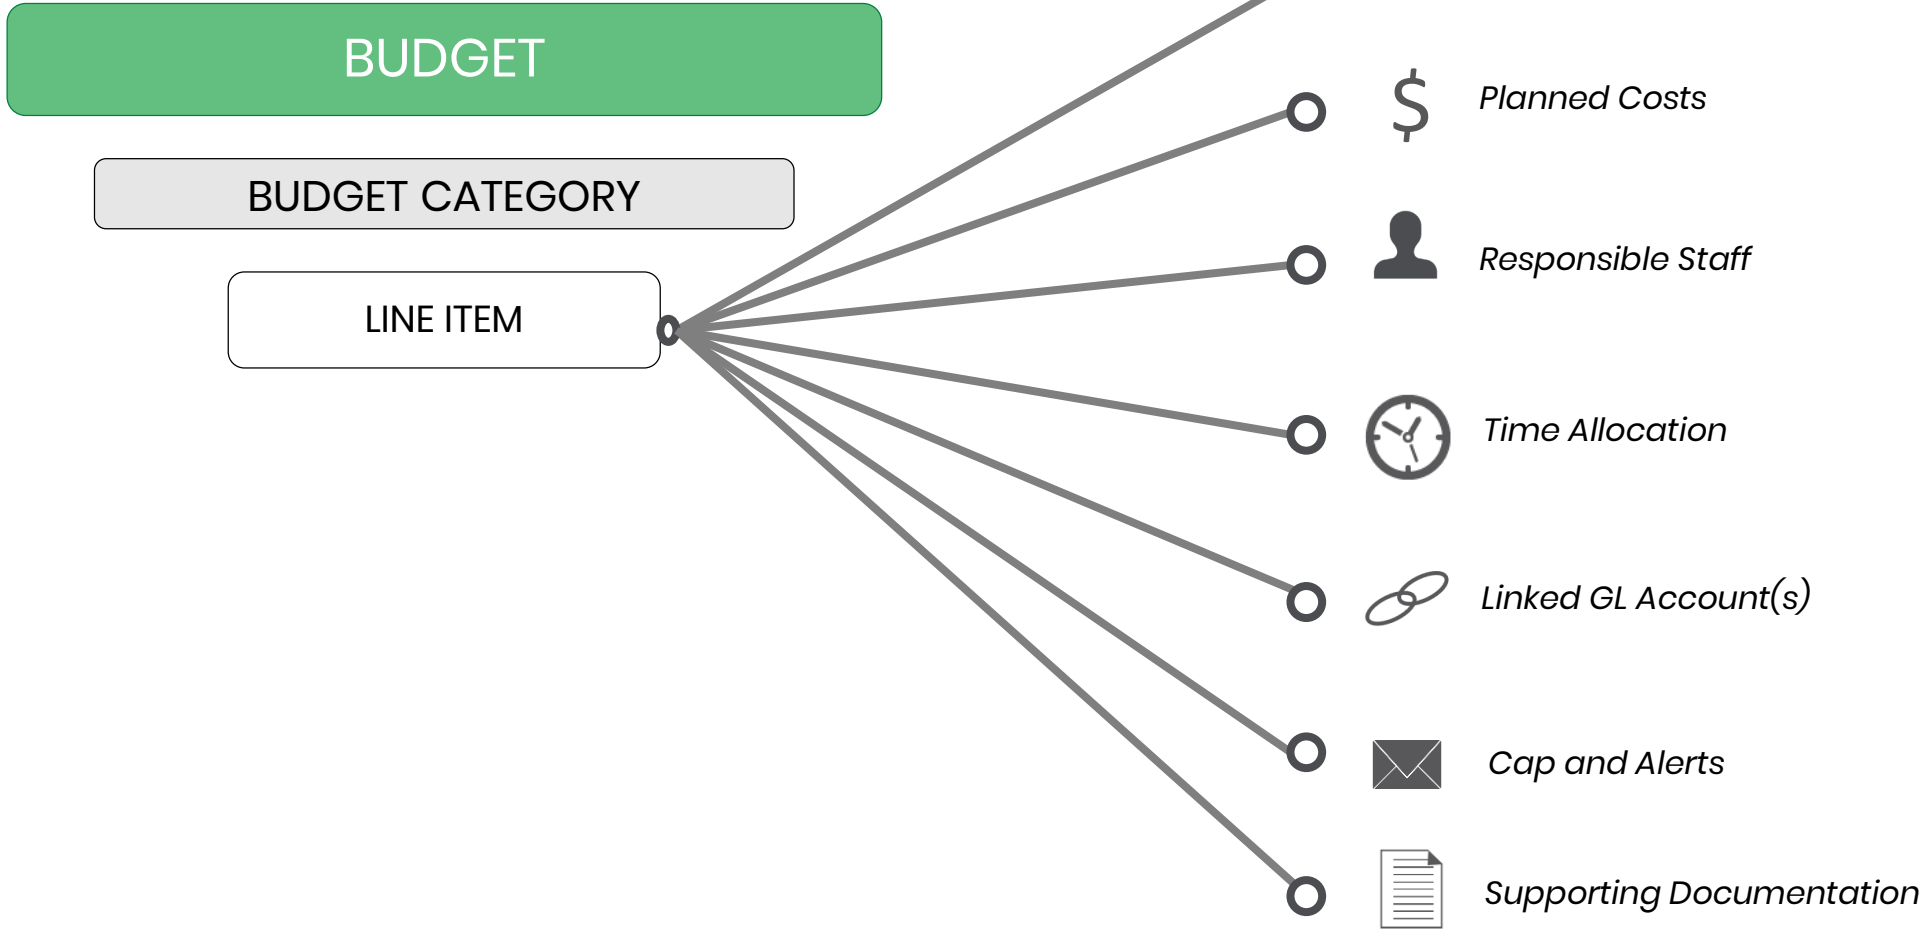 BUDGET
BUDGET CATEGORY
LINE ITEM
$ Planned Costs
Responsible Staff
Time Allocation
Linked GL Account(s)
Cap and Alerts
Supporting Documentation